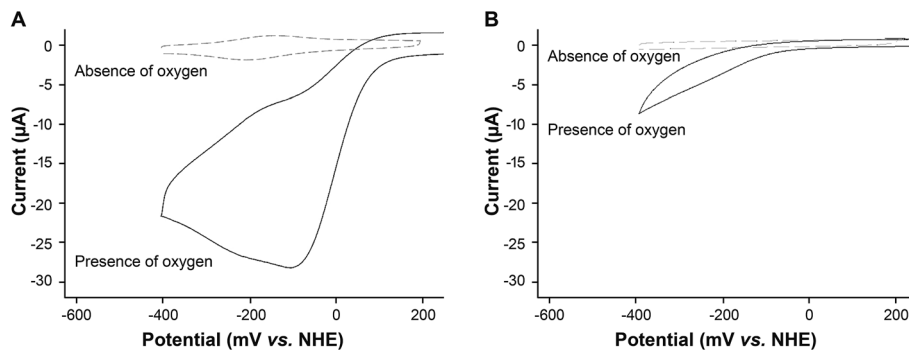 A
0
-5
-10
-15
-20
-25
-30
Current (µA)
Absence of oxygen
Presence of oxygen
-600
-400
-200
0
200
Potential (mV vs. NHE)
B
0
-5
-10
-15
-20
-25
-30
Current (µA)
Absence of oxygen
Presence of oxygen
-600
-400
-200
0
200
Potential (mV vs. NHE)